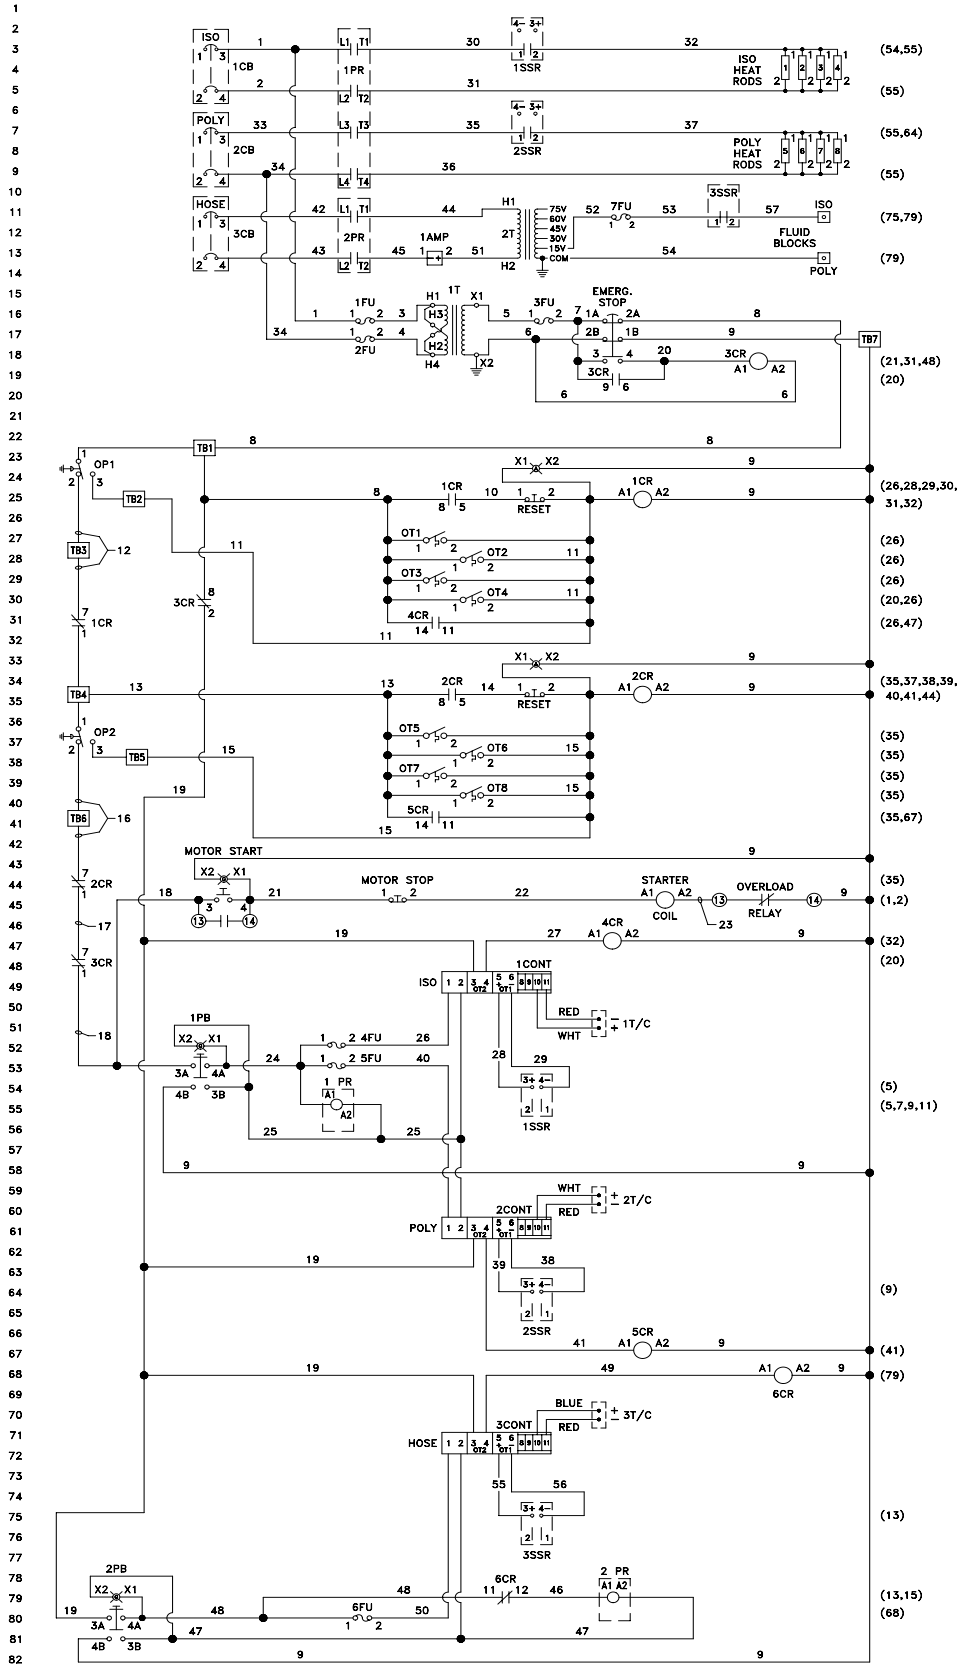 1
2 4- 3+
3 ISO 1 3 1 L1 T1 30 1 2 32 1 1 1 1 (54,55)
1CB 1PR 1SSR ISO HEAT RODS 1 2 3 4
4
5 2 4 2 L2 T2 31 2 2 2 2 (55)
6 POLY 4- 3+
7 1 3 33 L3 T3 35 1 2 37 1 1 1 1 (55,64)
8 2CB 2SSR POLY HEAT RODS 5 6 7 8
9 2 4 34 L4 T4 36 2 2 2 2 (55)
10 HOSE H1 75V 3SSR
11 1 3 42 L1 T1 44 60V 52 7FU 1 2 53 1 2 57 ISO (75,79)
12 3CB 2PR 1AMP 2T 45V 30V FLUID BLOCKS
13 2 4 43 L2 T2 45 1 -+ 2 51 H2 15V COM 54 POLY (79)
14
15 H1 1T X1 EMERG. STOP
16 1 1FU 1 2 3 H3 5 3FU 1 2 7 1A 2A 8
17 34 1 2 4 H2 6 2B 1B 9 TB7
18 2FU H4 X2 3 4 20 3CR A1 A2 (21,31,48)
19 3CR 9 6 (20)
20 6 6
21
22 8 8
23 1 TB1 X1 X2 9
24 2 OP1 3 1CR (26,28,29,30,
25 TB2 8 1CR 8 5 10 1 2 RESET A1 A2 9 31,32)
26
27 TB3 12 11 OT1 1 2 (26)
28 OT2 1 2 11 (26)
29 OT3 1 2 (26)
30 3CR 8 2 OT4 1 2 11 (20,26)
31 7 1 1CR 4CR 14 11 (26,47)
32 11
33 X1 X2 9
34 13 13 2CR 14 1 2 2CR (35,37,38,39,
35 TB4 8 5 RESET A1 A2 9 40,41,44)
36 1
37 2 OP2 3 OT5 1 2 (35)
38 TB5 15 OT6 1 2 15 (35)
39 19 OT7 1 2 (35)
40 OT8 1 2 15 (35)
41 TB6 16 5CR 14 11 (35,67)
42 15
43 MOTOR START 9
44 7 1 2CR X2 X1 MOTOR STOP STARTER OVERLOAD (35)
45 18 3 4 21 1 2 22 A1 A2 COIL 13 RELAY 14 9 (1,2)
46 17 13 14 23
47 19 27 4CR A1 A2 9 (32)
48 7 1 3CR 1CONT (20)
49 ISO 1 2 3 4 OT2 5 6 + - OT1 8 9 10 11
50 RED -
51 1PB WHT + 1T/C
52 18 X2 X1 1 2 4FU 26 28 29
53 3A 4A 24 1 2 5FU 40 3+ 4-
54 4B 3B 1 PR A1 (5)
55 A2 2 1 (5,7,9,11)
56 25 25 1SSR
57
58 9 9
59 WHT +
60 2CONT RED - 2T/C
61 POLY 1 2 3 4 OT2 5 6 + - OT1 8 9 10 11
62
63 19 39 38
64 3+ 4- (9)
65 2 1
66 2SSR 5CR
67 41 A1 A2 9 (41)
68 19 49 A1 A2 9 (79)
69 6CR
70 BLUE +
71 3CONT RED - 3T/C
HOSE 1 2 3 4 OT2 5 6 + - OT1 8 9 10 11
72
73 55 56
74
75 3+ 4- (13)
76 2 1
77 3SSR
78 2PB 6CR 2 PR
79 X2 X1 48 11 12 46 A1 A2 (13,15)
80 19 3A 4A 48 6FU 1 2 50 (68)
81 4B 3B 47 47
82 9 9